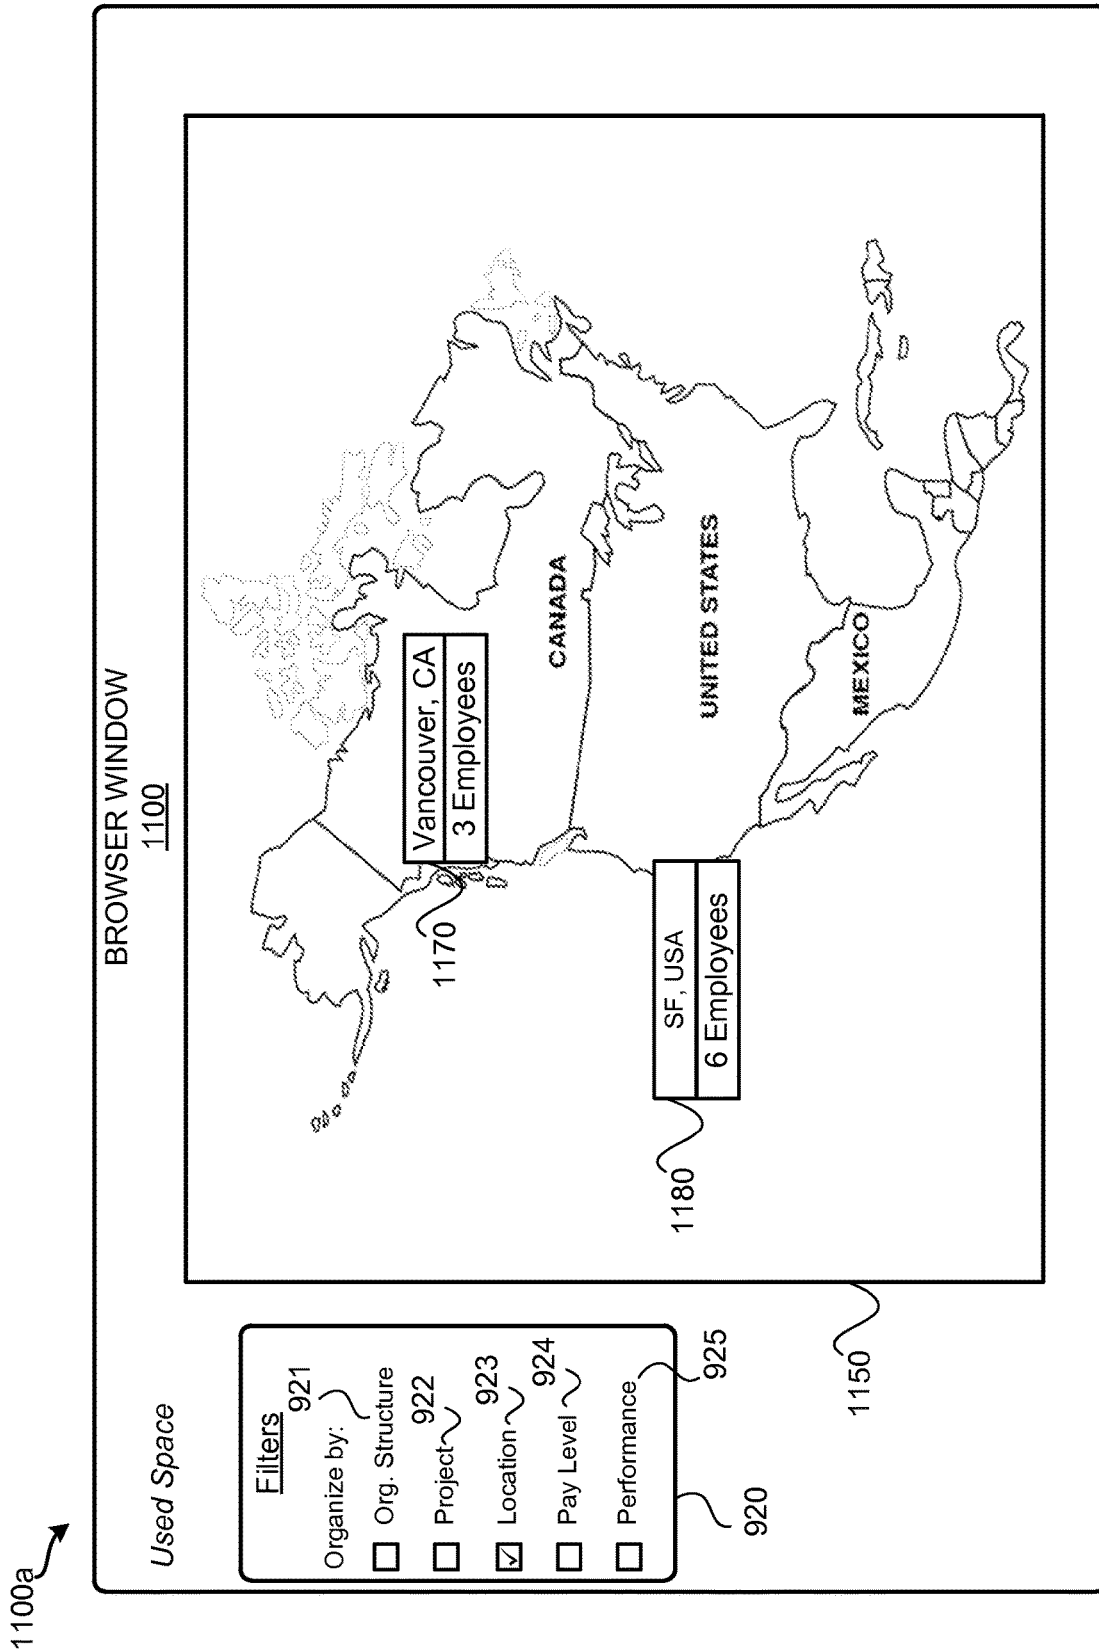 1100a
BROWSER WINDOW
1100
Used Space
Filters
Organize by:
921
Org. Structure
Project
922
Location
923
Pay Level
924
Performance
925
920
1150
Vancouver, CA
3 Employees
1170
SF, USA
6 Employees
1180
CANADA
UNITED STATES
MEXICO